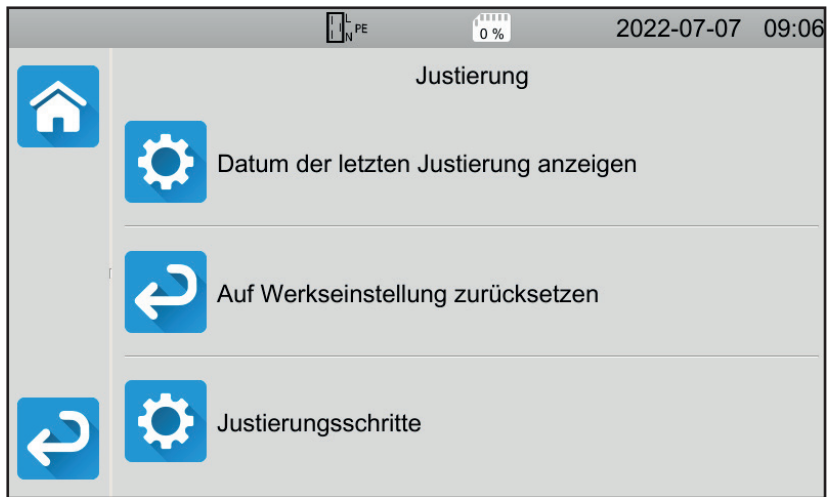 L
N PE
0 %
2022-07-07 09:06
Justierung
Datum der letzten Justierung anzeigen
Auf Werkseinstellung zurücksetzen
Justierungsschritte